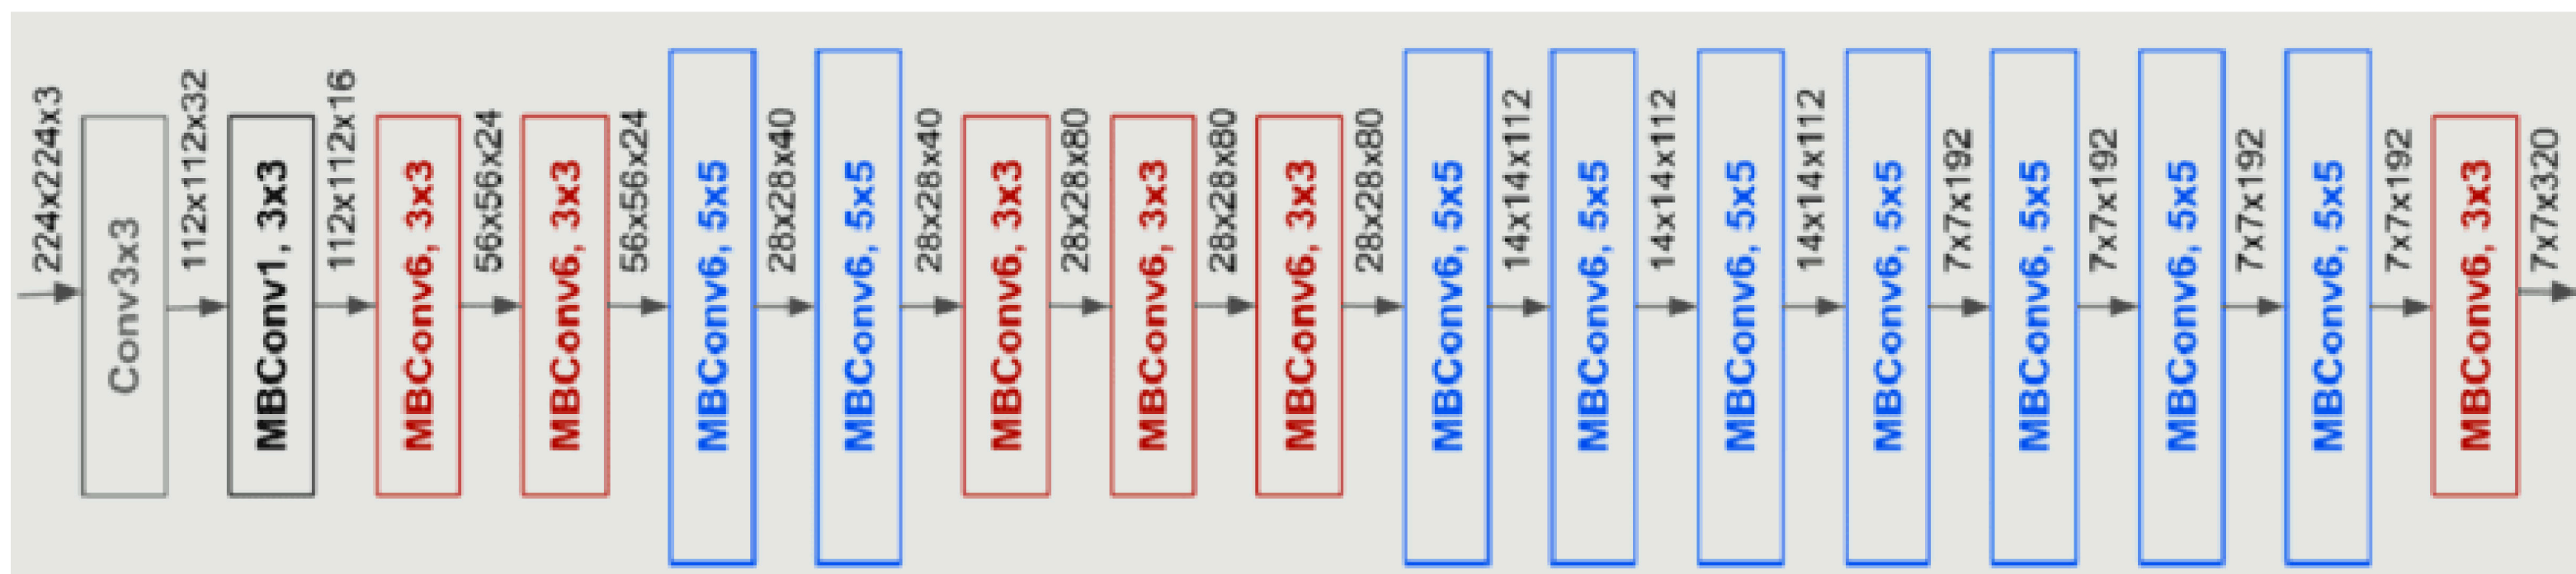 224x224x3
Conv3x3
112x112x32
MBConv1, 3x3
112x112x16
MBConv6, 3x3
56x56x24
MBConv6, 3x3
56x56x24
MBConv6, 5x5
28x28x40
MBConv6, 5x5
28x28x40
MBConv6, 3x3
28x28x80
MBConv6, 3x3
28x28x80
MBConv6, 3x3
28x28x80
MBConv6, 5x5
14x14x112
MBConv6, 5x5
14x14x112
MBConv6, 5x5
14x14x112
MBConv6, 5x5
7x7x192
MBConv6, 5x5
7x7x192
MBConv6, 5x5
7x7x192
MBConv6, 5x5
7x7x192
MBConv6, 3x3
7x7x320